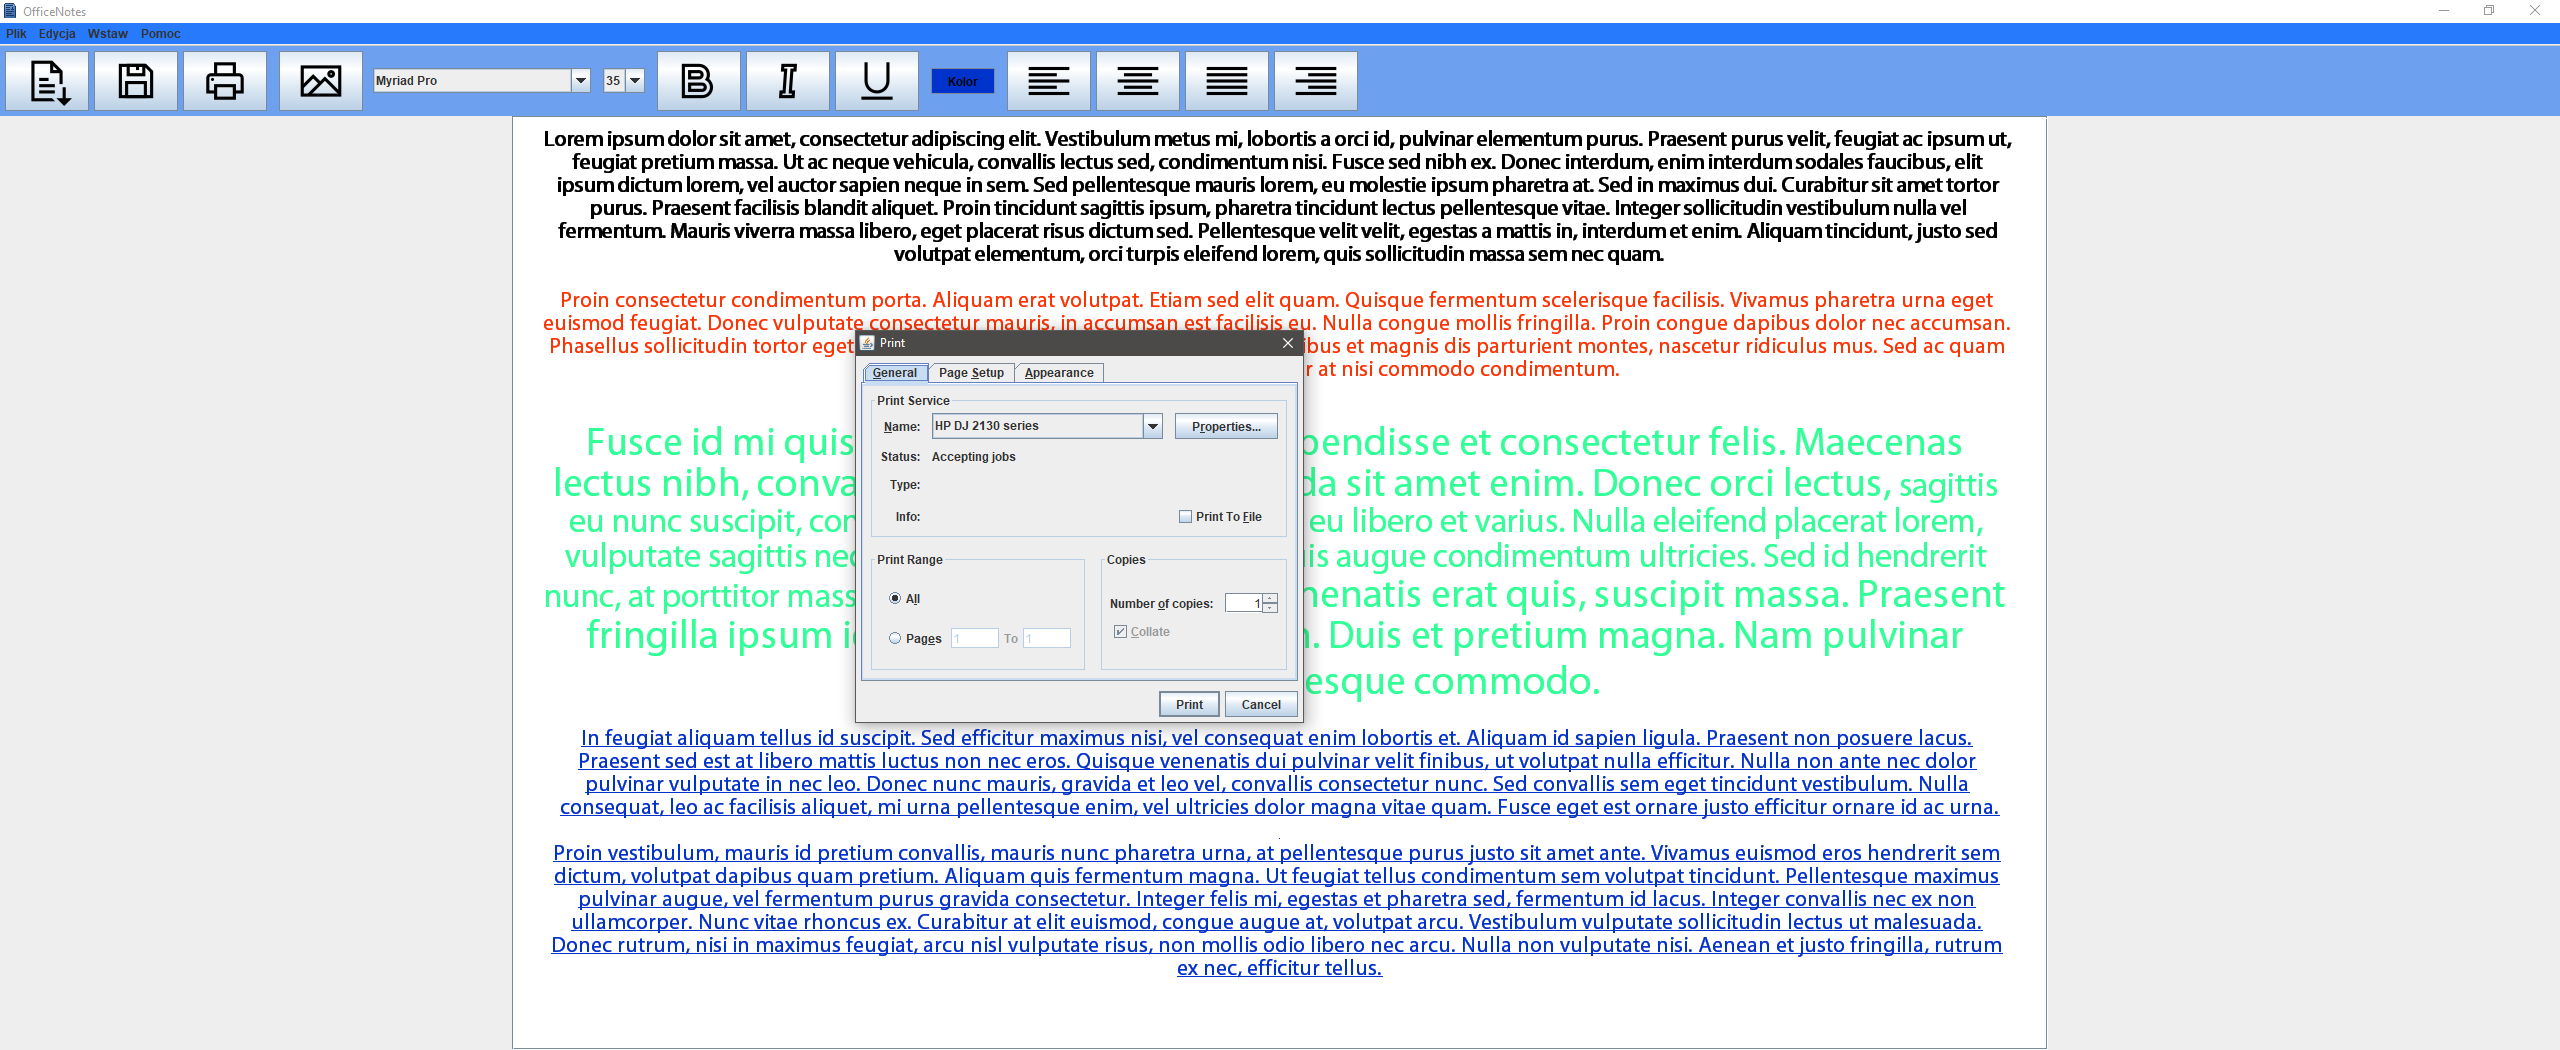 OfficeNotes
Plik Edycja Wstaw Pomoc
Myriad Pro 35 B I U Kolor
Lorem ipsum dolor sit amet, consectetur adipiscing elit. Vestibulum metus mi, lobortis a orci id, pulvinar elementum purus. Praesent purus velit, feugiat ac ipsum ut,
feugiat pretium massa. Ut ac neque vehicula, convallis lectus sed, condimentum nisi. Fusce sed nibh ex. Donec interdum, enim interdum sodales faucibus, elit
ipsum dictum lorem, vel auctor sapien neque in sem. Sed pellentesque mauris lorem, eu molestie ipsum pharetra at. Sed in maximus dui. Curabitur sit amet tortor
purus. Praesent facilisis blandit aliquet. Proin tincidunt sagittis ipsum, pharetra tincidunt lectus pellentesque vitae. Integer sollicitudin vestibulum nulla vel
fermentum. Mauris viverra massa libero, eget placerat risus dictum sed. Pellentesque velit velit, egestas a mattis in, interdum et enim. Aliquam tincidunt, justo sed
volutpat elementum, orci turpis eleifend lorem, quis sollicitudin massa sem nec quam.
Proin consectetur condimentum porta. Aliquam erat volutpat. Etiam sed elit quam. Quisque fermentum scelerisque facilisis. Vivamus pharetra urna eget
euismod feugiat. Donec vulputate consectetur mauris, in accumsan est facilisis eu. Nulla congue mollis fringilla. Proin congue dapibus dolor nec accumsan.
Phasellus sollicitudin tortor eget ibus et magnis dis parturient montes, nascetur ridiculus mus. Sed ac quam
r at nisi commodo condimentum.
Fusce id mi quis pendisse et consectetur felis. Maecenas
lectus nibh, conva da sit amet enim. Donec orci lectus, sagittis
eu nunc suscipit, con eu libero et varius. Nulla eleifend placerat lorem,
vulputate sagittis nec is augue condimentum ultricies. Sed id hendrerit
nunc, at porttitor mass nenatis erat quis, suscipit massa. Praesent
fringilla ipsum i . Duis et pretium magna. Nam pulvinar
esque commodo.
Print
General Page Setup Appearance
Print Service
Name: HP DJ 2130 series Properties...
Status: Accepting jobs
Type:
Info: Print To File
Print Range
All
Pages 1 To 1
Copies
Number of copies: 1
Collate
Print Cancel
In feugiat aliquam tellus id suscipit. Sed efficitur maximus nisi, vel consequat enim lobortis et. Aliquam id sapien ligula. Praesent non posuere lacus.
Praesent sed est at libero mattis luctus non nec eros. Quisque venenatis dui pulvinar velit finibus, ut volutpat nulla efficitur. Nulla non ante nec dolor
pulvinar vulputate in nec leo. Donec nunc mauris, gravida et leo vel, convallis consectetur nunc. Sed convallis sem eget tincidunt vestibulum. Nulla
consequat, leo ac facilisis aliquet, mi urna pellentesque enim, vel ultricies dolor magna vitae quam. Fusce eget est ornare justo efficitur ornare id ac urna.
.
Proin vestibulum, mauris id pretium convallis, mauris nunc pharetra urna, at pellentesque purus justo sit amet ante. Vivamus euismod eros hendrerit sem
dictum, volutpat dapibus quam pretium. Aliquam quis fermentum magna. Ut feugiat tellus condimentum sem volutpat tincidunt. Pellentesque maximus
pulvinar augue, vel fermentum purus gravida consectetur. Integer felis mi, egestas et pharetra sed, fermentum id lacus. Integer convallis nec ex non
ullamcorper. Nunc vitae rhoncus ex. Curabitur at elit euismod, congue augue at, volutpat arcu. Vestibulum vulputate sollicitudin lectus ut malesuada.
Donec rutrum, nisi in maximus feugiat, arcu nisl vulputate risus, non mollis odio libero nec arcu. Nulla non vulputate nisi. Aenean et justo fringilla, rutrum
ex nec, efficitur tellus.